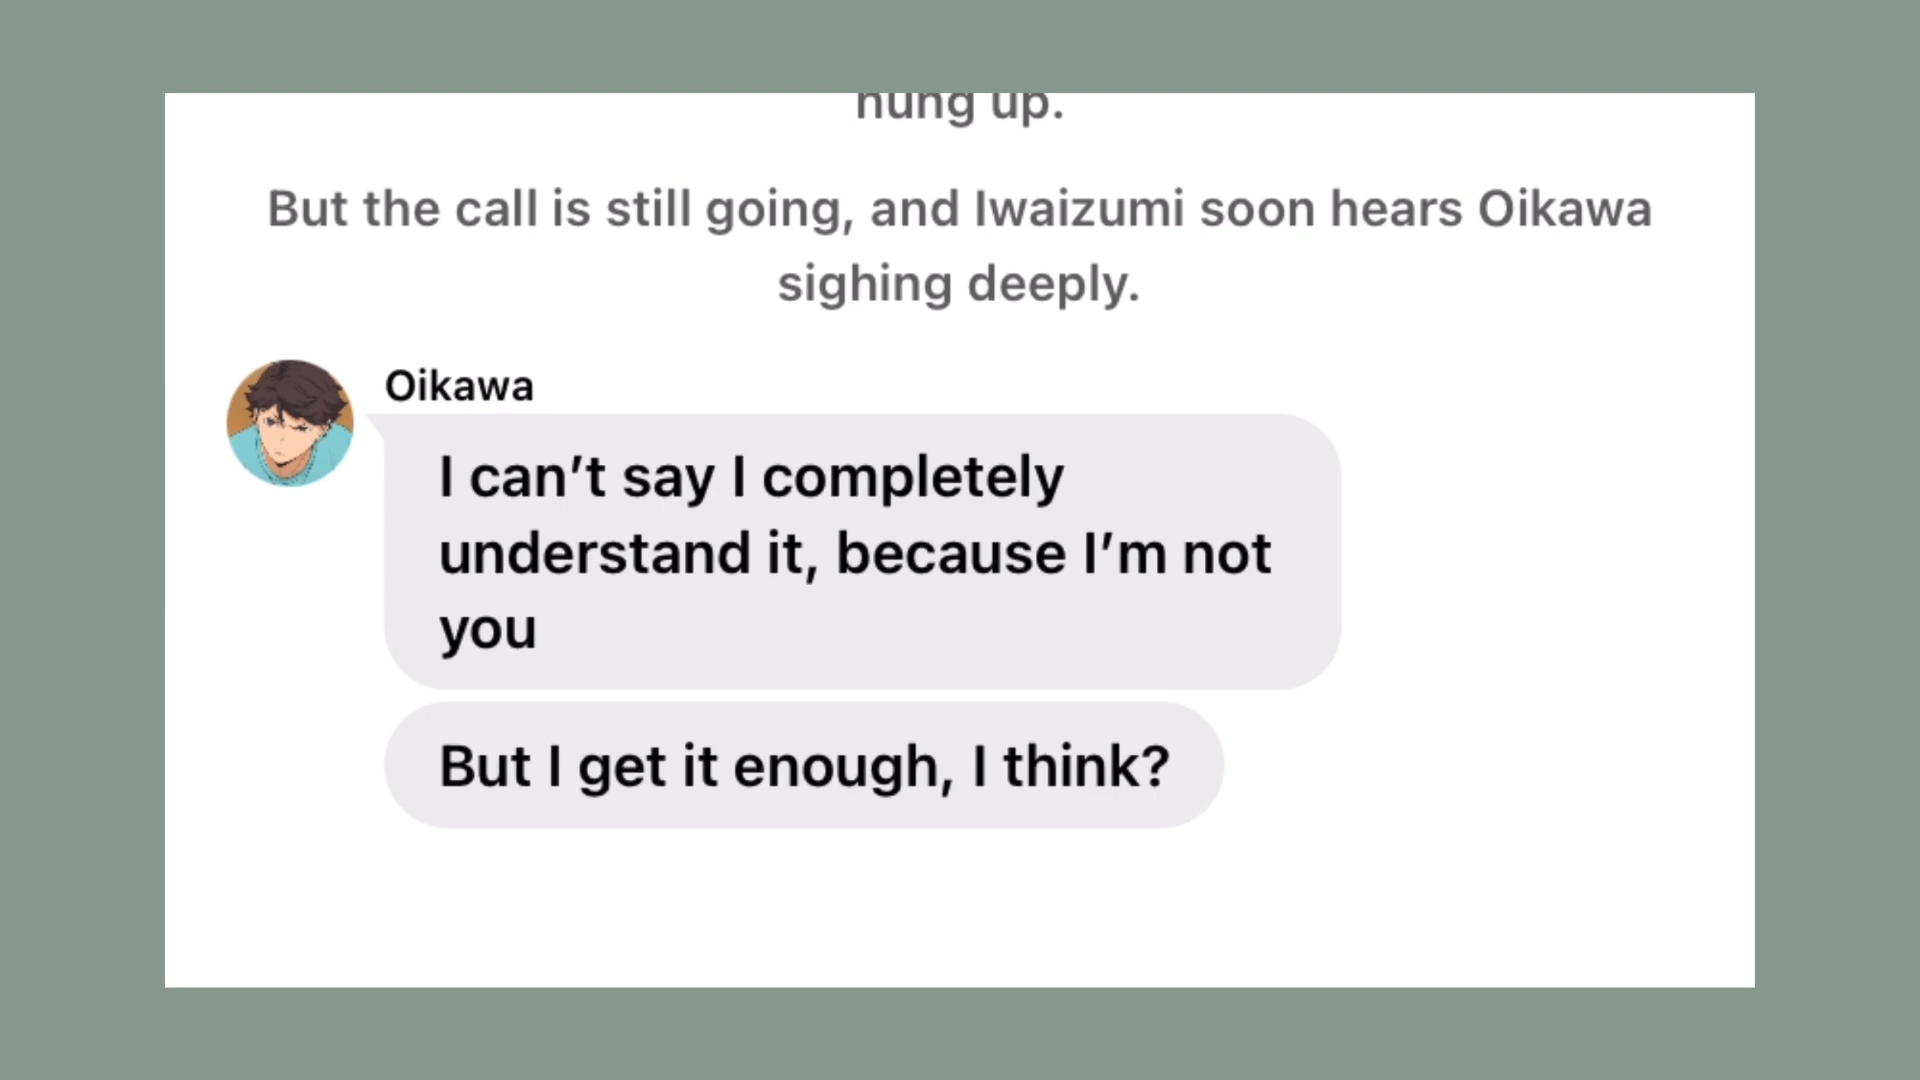 hung up.
But the call is still going, and Iwaizumi soon hears Oikawa
sighing deeply.
Oikawa
I can’t say I completely
understand it, because I’m not
you
But I get it enough, I think?